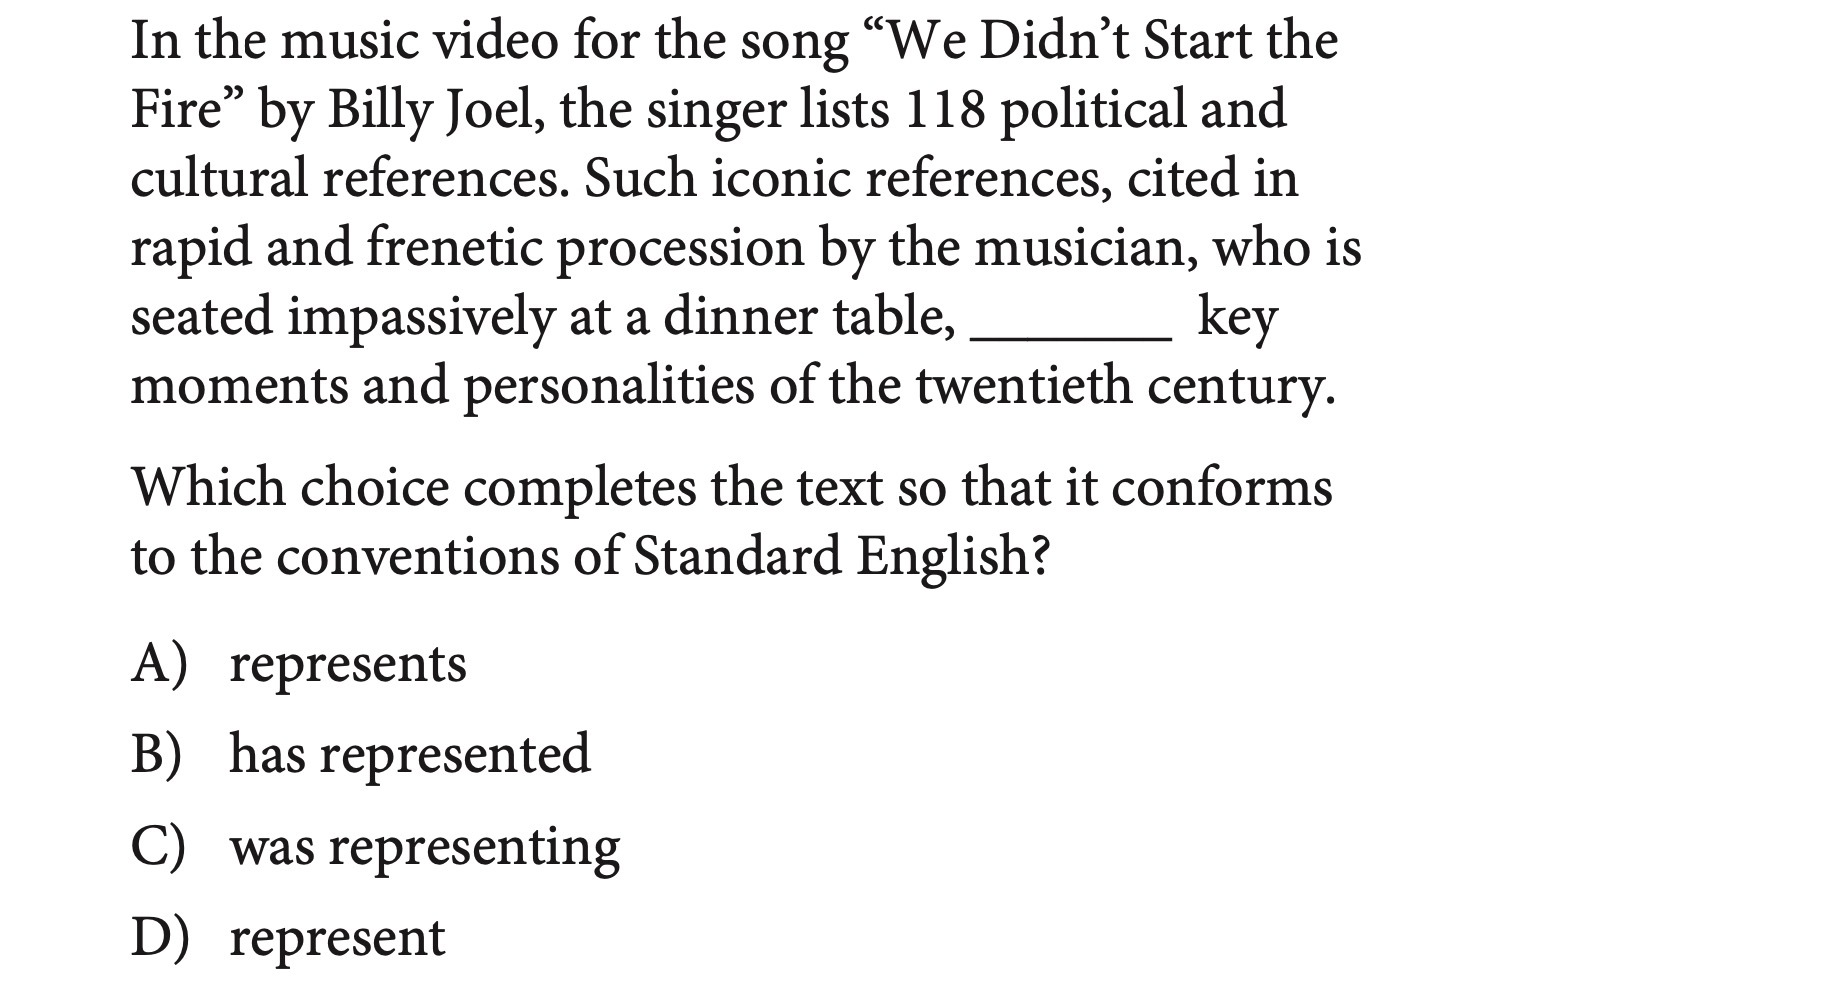 In the music video for the song “We Didn’t Start the
Fire” by Billy Joel, the singer lists 118 political and
cultural references. Such iconic references, cited in
rapid and frenetic procession by the musician, who is
seated impassively at a dinner table, ________ key
moments and personalities of the twentieth century.
Which choice completes the text so that it conforms
to the conventions of Standard English?
A) represents
B) has represented
C) was representing
D) represent